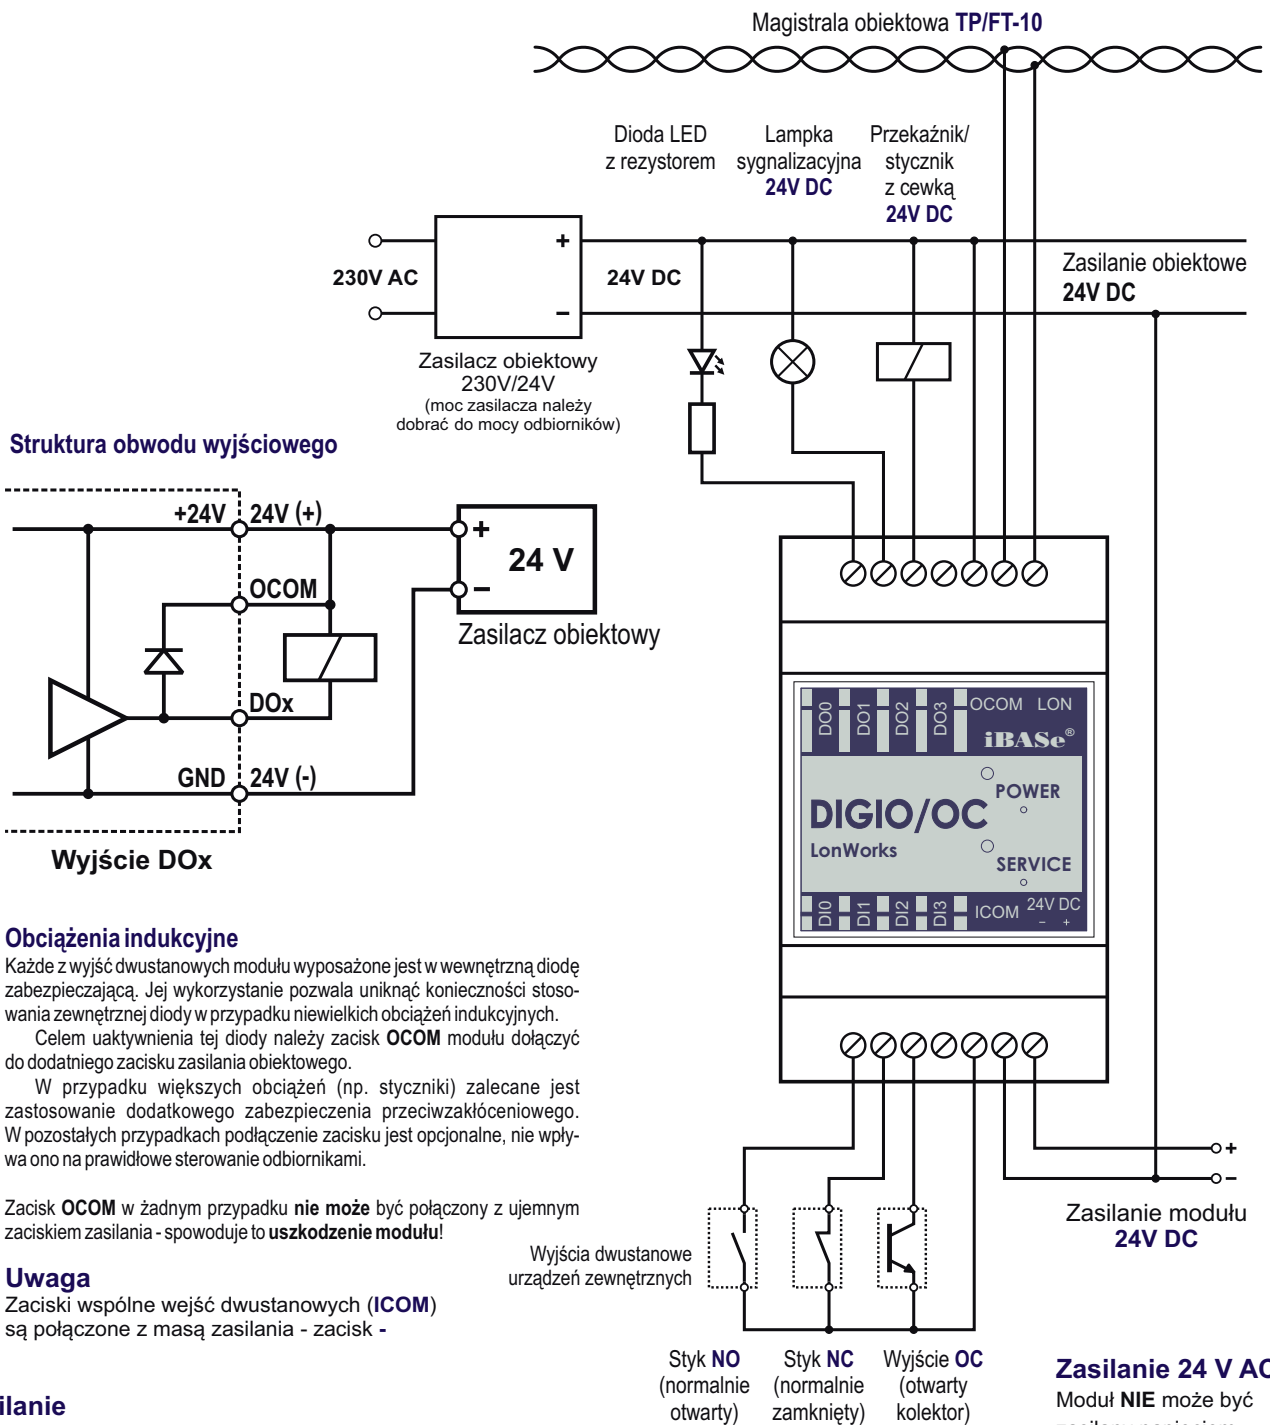 Magistrala obiektowa TP/FT-10
Dioda LED
z rezystorem
Lampka
sygnalizacyjna
24V DC
Przekaźnik/
stycznik
z cewką
24V DC
230V AC
+
−
24V DC
Zasilanie obiektowe
24V DC
Zasilacz obiektowy
230V/24V
(moc zasilacza należy
dobrać do mocy odbiorników)
Struktura obwodu wyjściowego
+24V 24V (+)
OCOM
DOx
GND 24V (-)
+
24 V
−
Zasilacz obiektowy
Wyjście DOx
DO0 DO1 DO2 DO3 OCOM LON
iBASe®
POWER
DIGIO/OC
LonWorks
SERVICE
DI0 DI1 DI2 DI3 ICOM 24V DC
− +
Obciążenia indukcyjne
Każde z wyjść dwustanowych modułu wyposażone jest w wewnętrzną diodę
zabezpieczającą. Jej wykorzystanie pozwala uniknąć konieczności stoso-
wania zewnętrznej diody w przypadku niewielkich obciążeń indukcyjnych.
Celem uaktywnienia tej diody należy zacisk OCOM modułu dołączyć
do dodatniego zacisku zasilania obiektowego.
W przypadku większych obciążeń (np. styczniki) zalecane jest
zastosowanie dodatkowego zabezpieczenia przeciwzakłóceniowego.
W pozostałych przypadkach podłączenie zacisku jest opcjonalne, nie wpły-
wa ono na prawidłowe sterowanie odbiornikami.
Zacisk OCOM w żadnym przypadku nie może być połączony z ujemnym
zaciskiem zasilania - spowoduje to uszkodzenie modułu!
Uwaga
Zaciski wspólne wejść dwustanowych (ICOM)
są połączone z masą zasilania - zacisk -
+
−
Zasilanie modułu
24V DC
Wyjścia dwustanowe
urządzeń zewnętrznych
Styk NO
(normalnie
otwarty)
Styk NC
(normalnie
zamknięty)
Wyjście OC
(otwarty
kolektor)
Zasilanie 24 V AC
Moduł NIE może być
ilanie